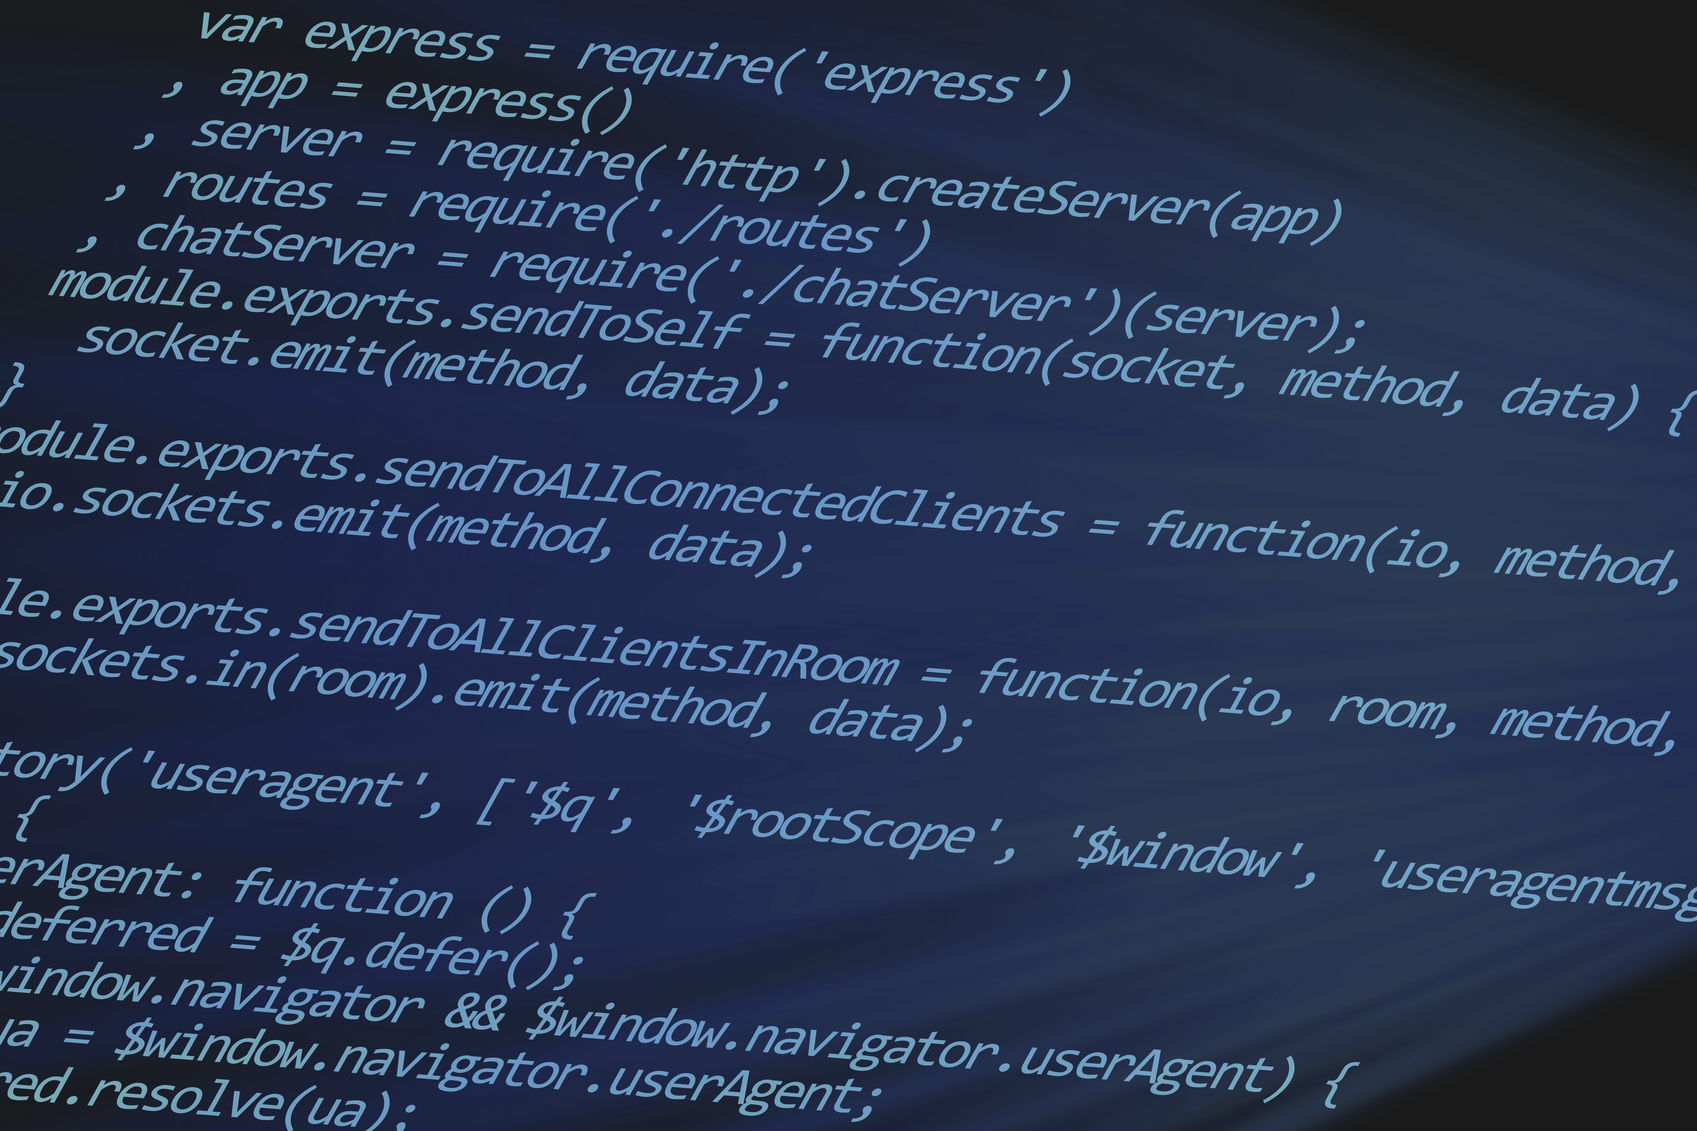 var express = require('express')
, app = express()
, server = require('http').createServer(app)
, routes = require('./routes')
, chatServer = require('./chatServer')(server);
module.exports.sendToSelf = function(socket, method, data) {
socket.emit(method, data);
}
odule.exports.sendToAllConnectedClients = function(io, method,
io.sockets.emit(method, data);
le.exports.sendToAllClientsInRoom = function(io, room, method,
sockets.in(room).emit(method, data);
tory('useragent', ['$q', '$rootScope', '$window', 'useragentmsg
{
erAgent: function () {
deferred = $q.defer();
window.navigator && $window.navigator.userAgent) {
ua = $window.navigator.userAgent;
red.resolve(ua);